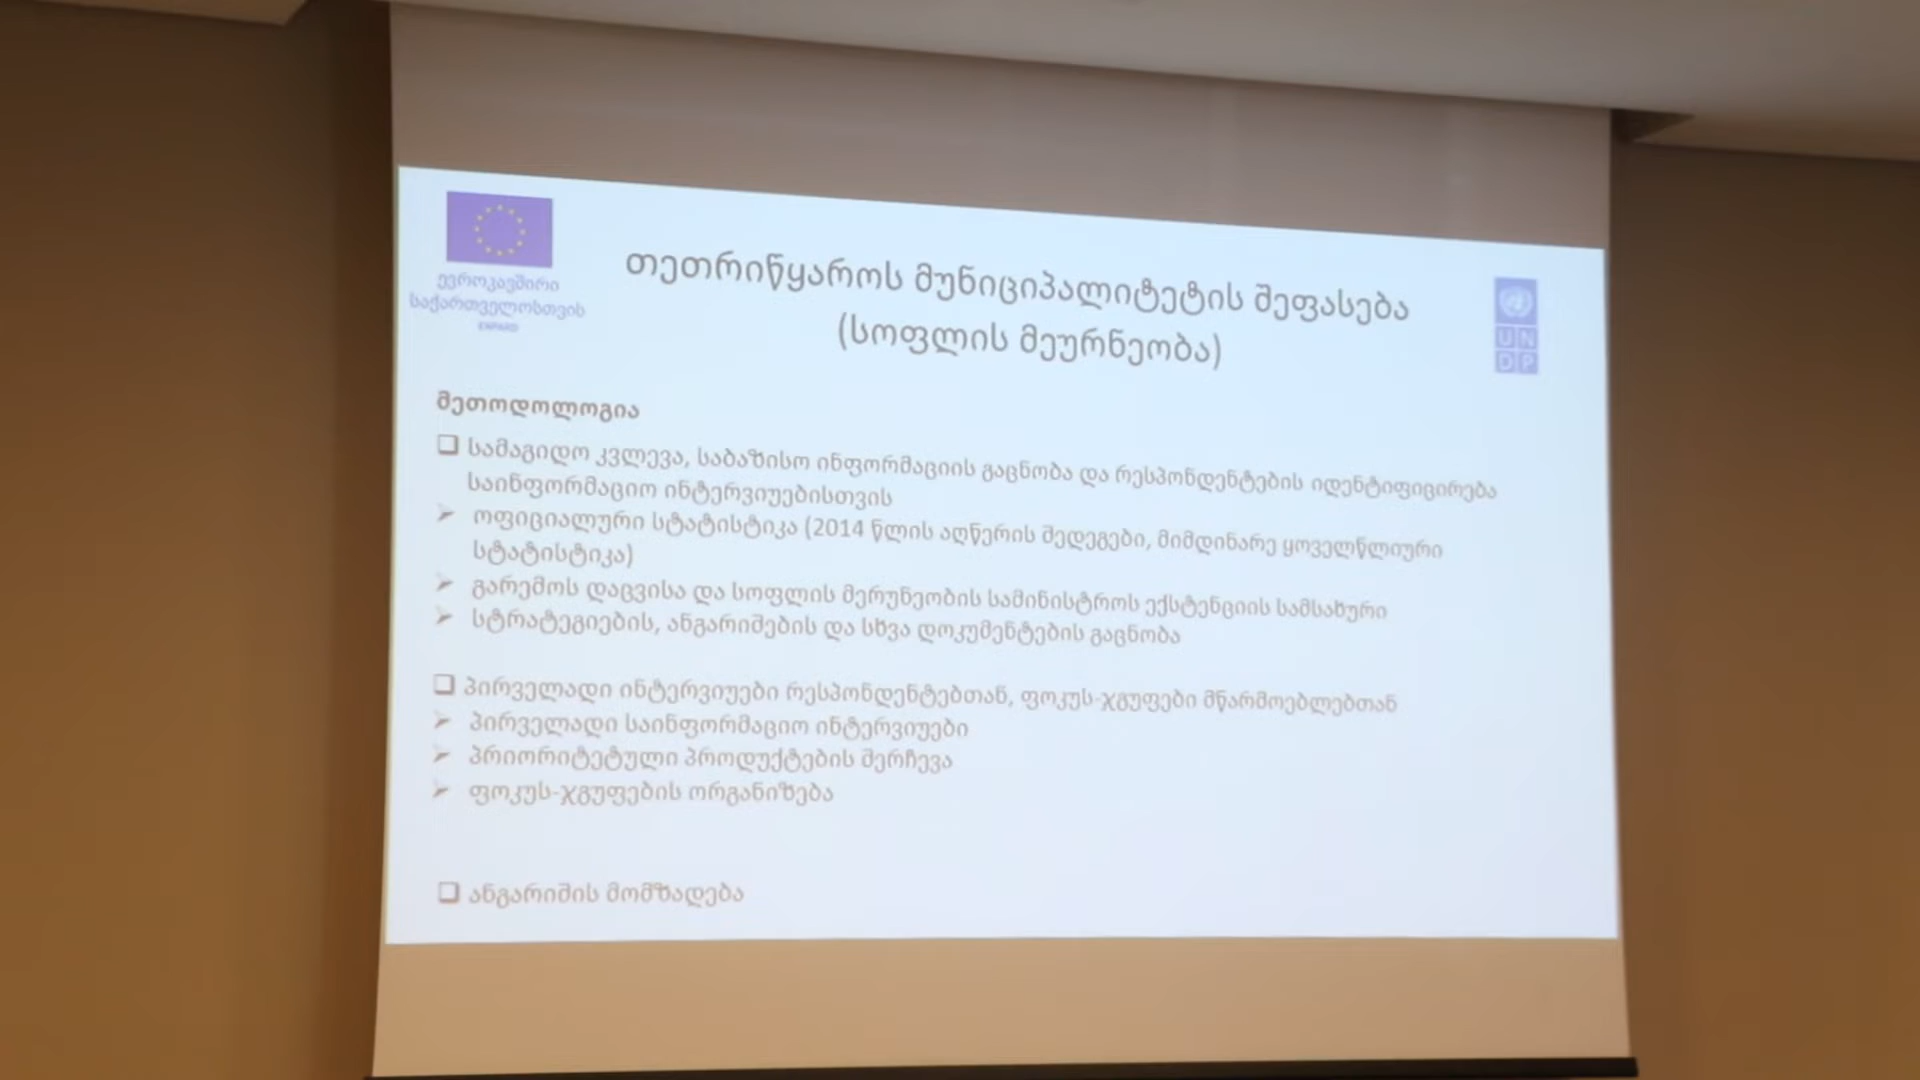 ევროკავშირი
საქართველოსთვის
ENPARD
თეთრიწყაროს მუნიციპალიტეტის შეფასება
(სოფლის მეურნეობა)
UN
DP
მეთოდოლოგია
❑ სამაგიდო კვლევა, საბაზისო ინფორმაციის გაცნობა და რესპონდენტების იდენტიფიცირება
საინფორმაციო ინტერვიუებისთვის
➢ ოფიციალური სტატისტიკა (2014 წლის აღწერის შედეგები, მიმდინარე ყოველწლიური
სტატისტიკა)
➢ გარემოს დაცვისა და სოფლის მერუნეობის სამინისტროს ექსტენციის სამსახური
➢ სტრატეგიების, ანგარიშების და სხვა დოკუმენტების გაცნობა
❑ პირველადი ინტერვიუები რესპონდენტებთან, ფოკუს-ჯგუფები მწარმოებლებთან
➢ პირველადი საინფორმაციო ინტერვიუები
➢ პრიორიტეტული პროდუქტების შერჩევა
➢ ფოკუს-ჯგუფების ორგანიზება
❑ ანგარიშის მომზადება